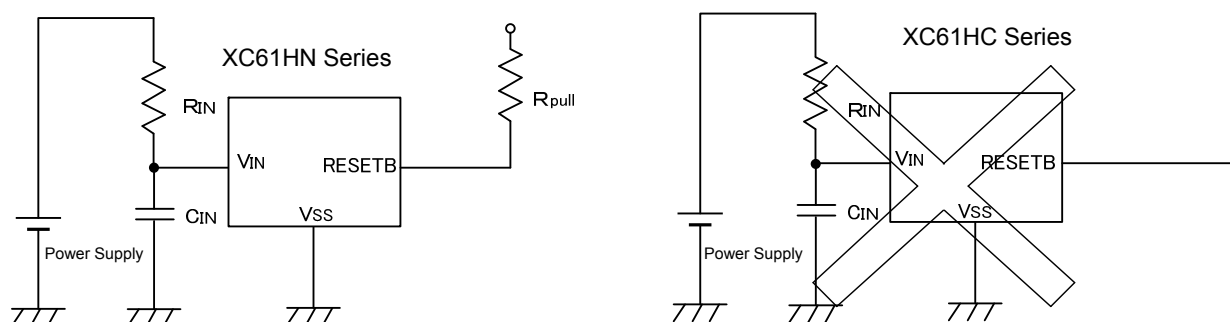 XC61HN Series
RIN
Rpull
VIN
RESETB
CIN
VSS
Power Supply
XC61HC Series
RIN
VIN
RESETB
CIN
VSS
Power Supply